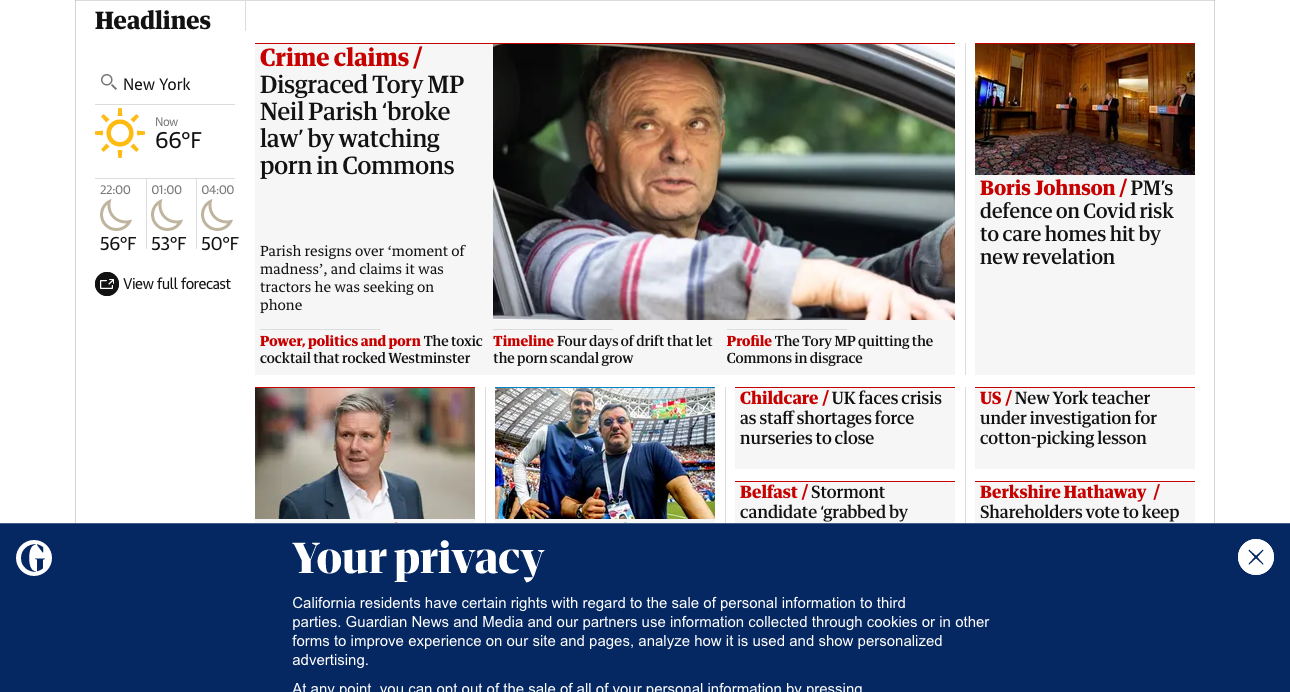 Headlines
New York
Now
66°F
22:00
01:00
04:00
56°F
53°F
50°F
View full forecast
Crime claims /
Disgraced Tory MP
Neil Parish ‘broke
law’ by watching
porn in Commons
Parish resigns over ‘moment of
madness’, and claims it was
tractors he was seeking on
phone
Power, politics and porn The toxic
cocktail that rocked Westminster
Timeline Four days of drift that let
the porn scandal grow
Profile The Tory MP quitting the
Commons in disgrace
Boris Johnson / PM’s
defence on Covid risk
to care homes hit by
new revelation
Childcare / UK faces crisis
as staff shortages force
nurseries to close
US / New York teacher
under investigation for
cotton-picking lesson
Belfast / Stormont
candidate ‘grabbed by
Berkshire Hathaway /
Shareholders vote to keep
Your privacy
California residents have certain rights with regard to the sale of personal information to third
parties. Guardian News and Media and our partners use information collected through cookies or in other
forms to improve experience on our site and pages, analyze how it is used and show personalized
advertising.
At any point, you can opt out of the sale of all of your personal information by pressing